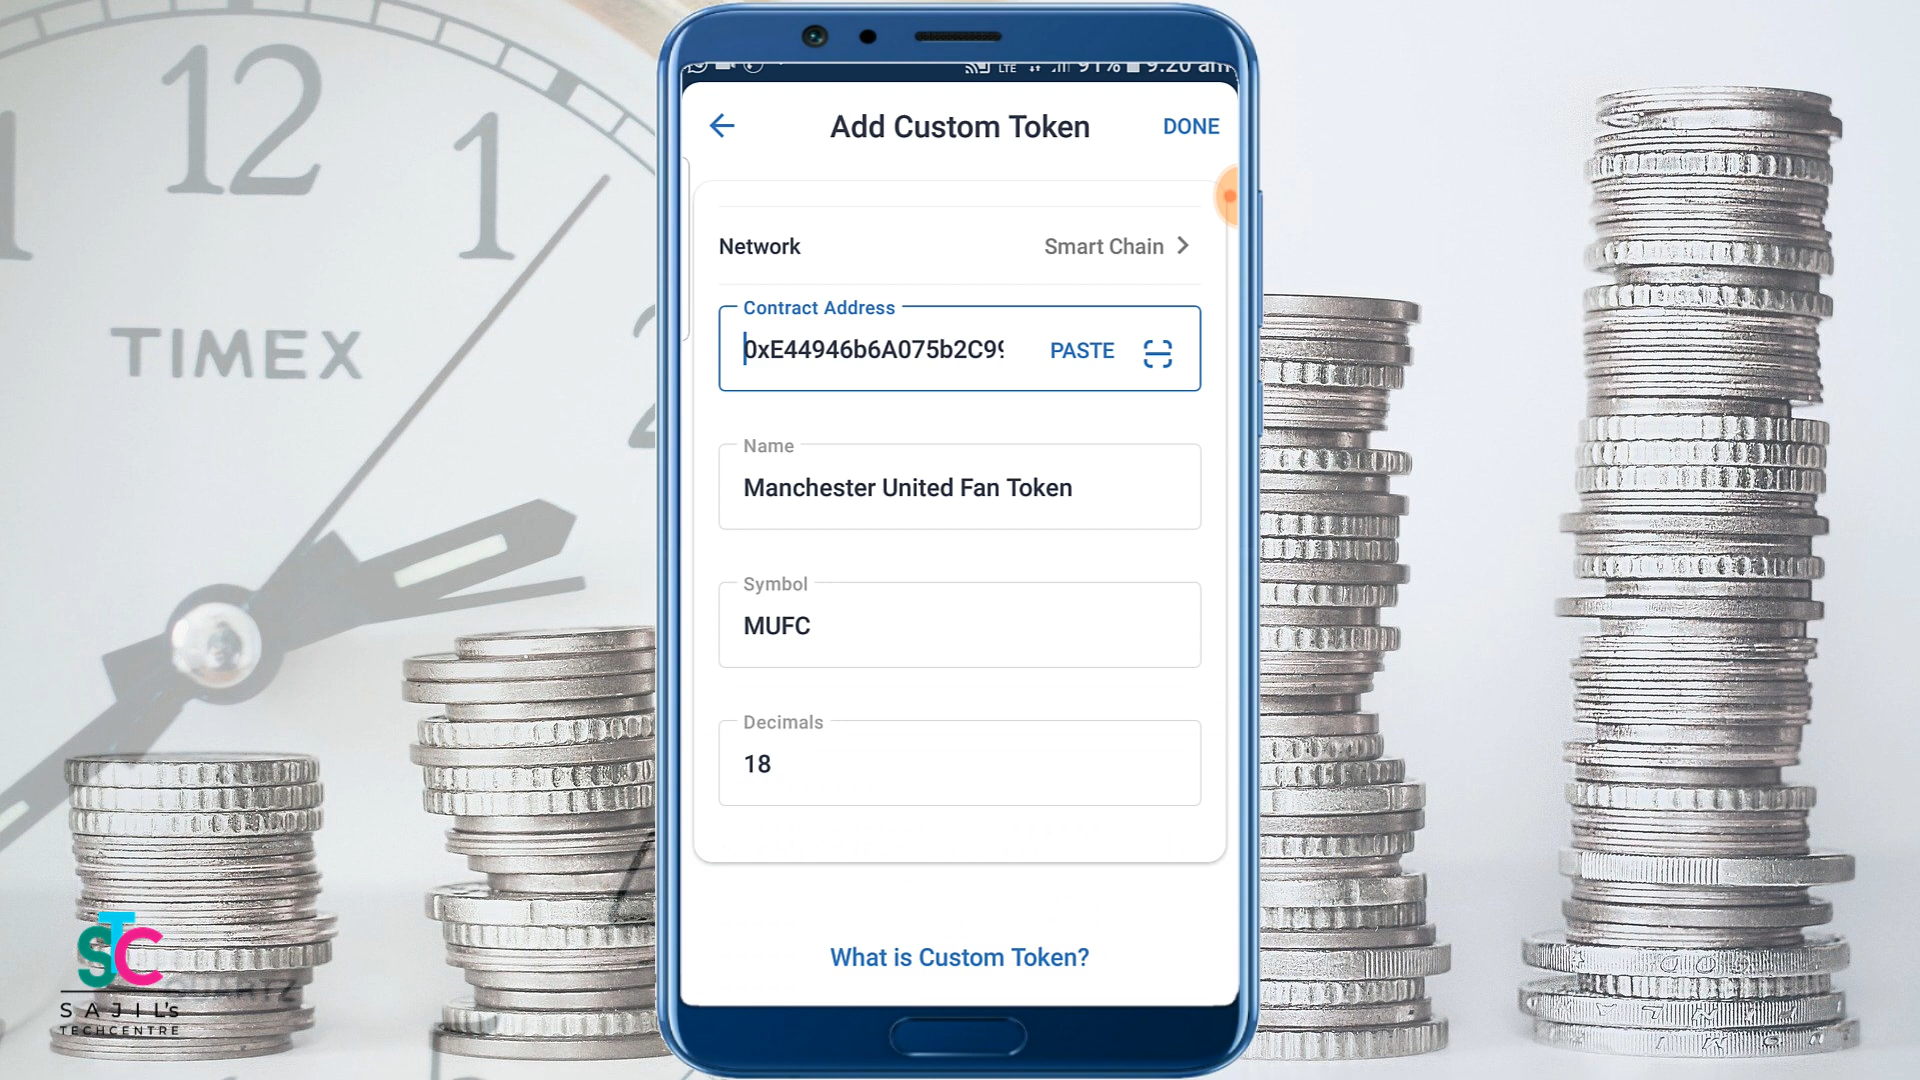 12
1
TIMEX
2
LTE 91% 9:20 am
Add Custom Token DONE
Network Smart Chain
Contract Address
0xE44946b6A075b2C99 PASTE
Name
Manchester United Fan Token
Symbol
MUFC
Decimals
18
What is Custom Token?
STC
SAJIL's
TECHCENTRE